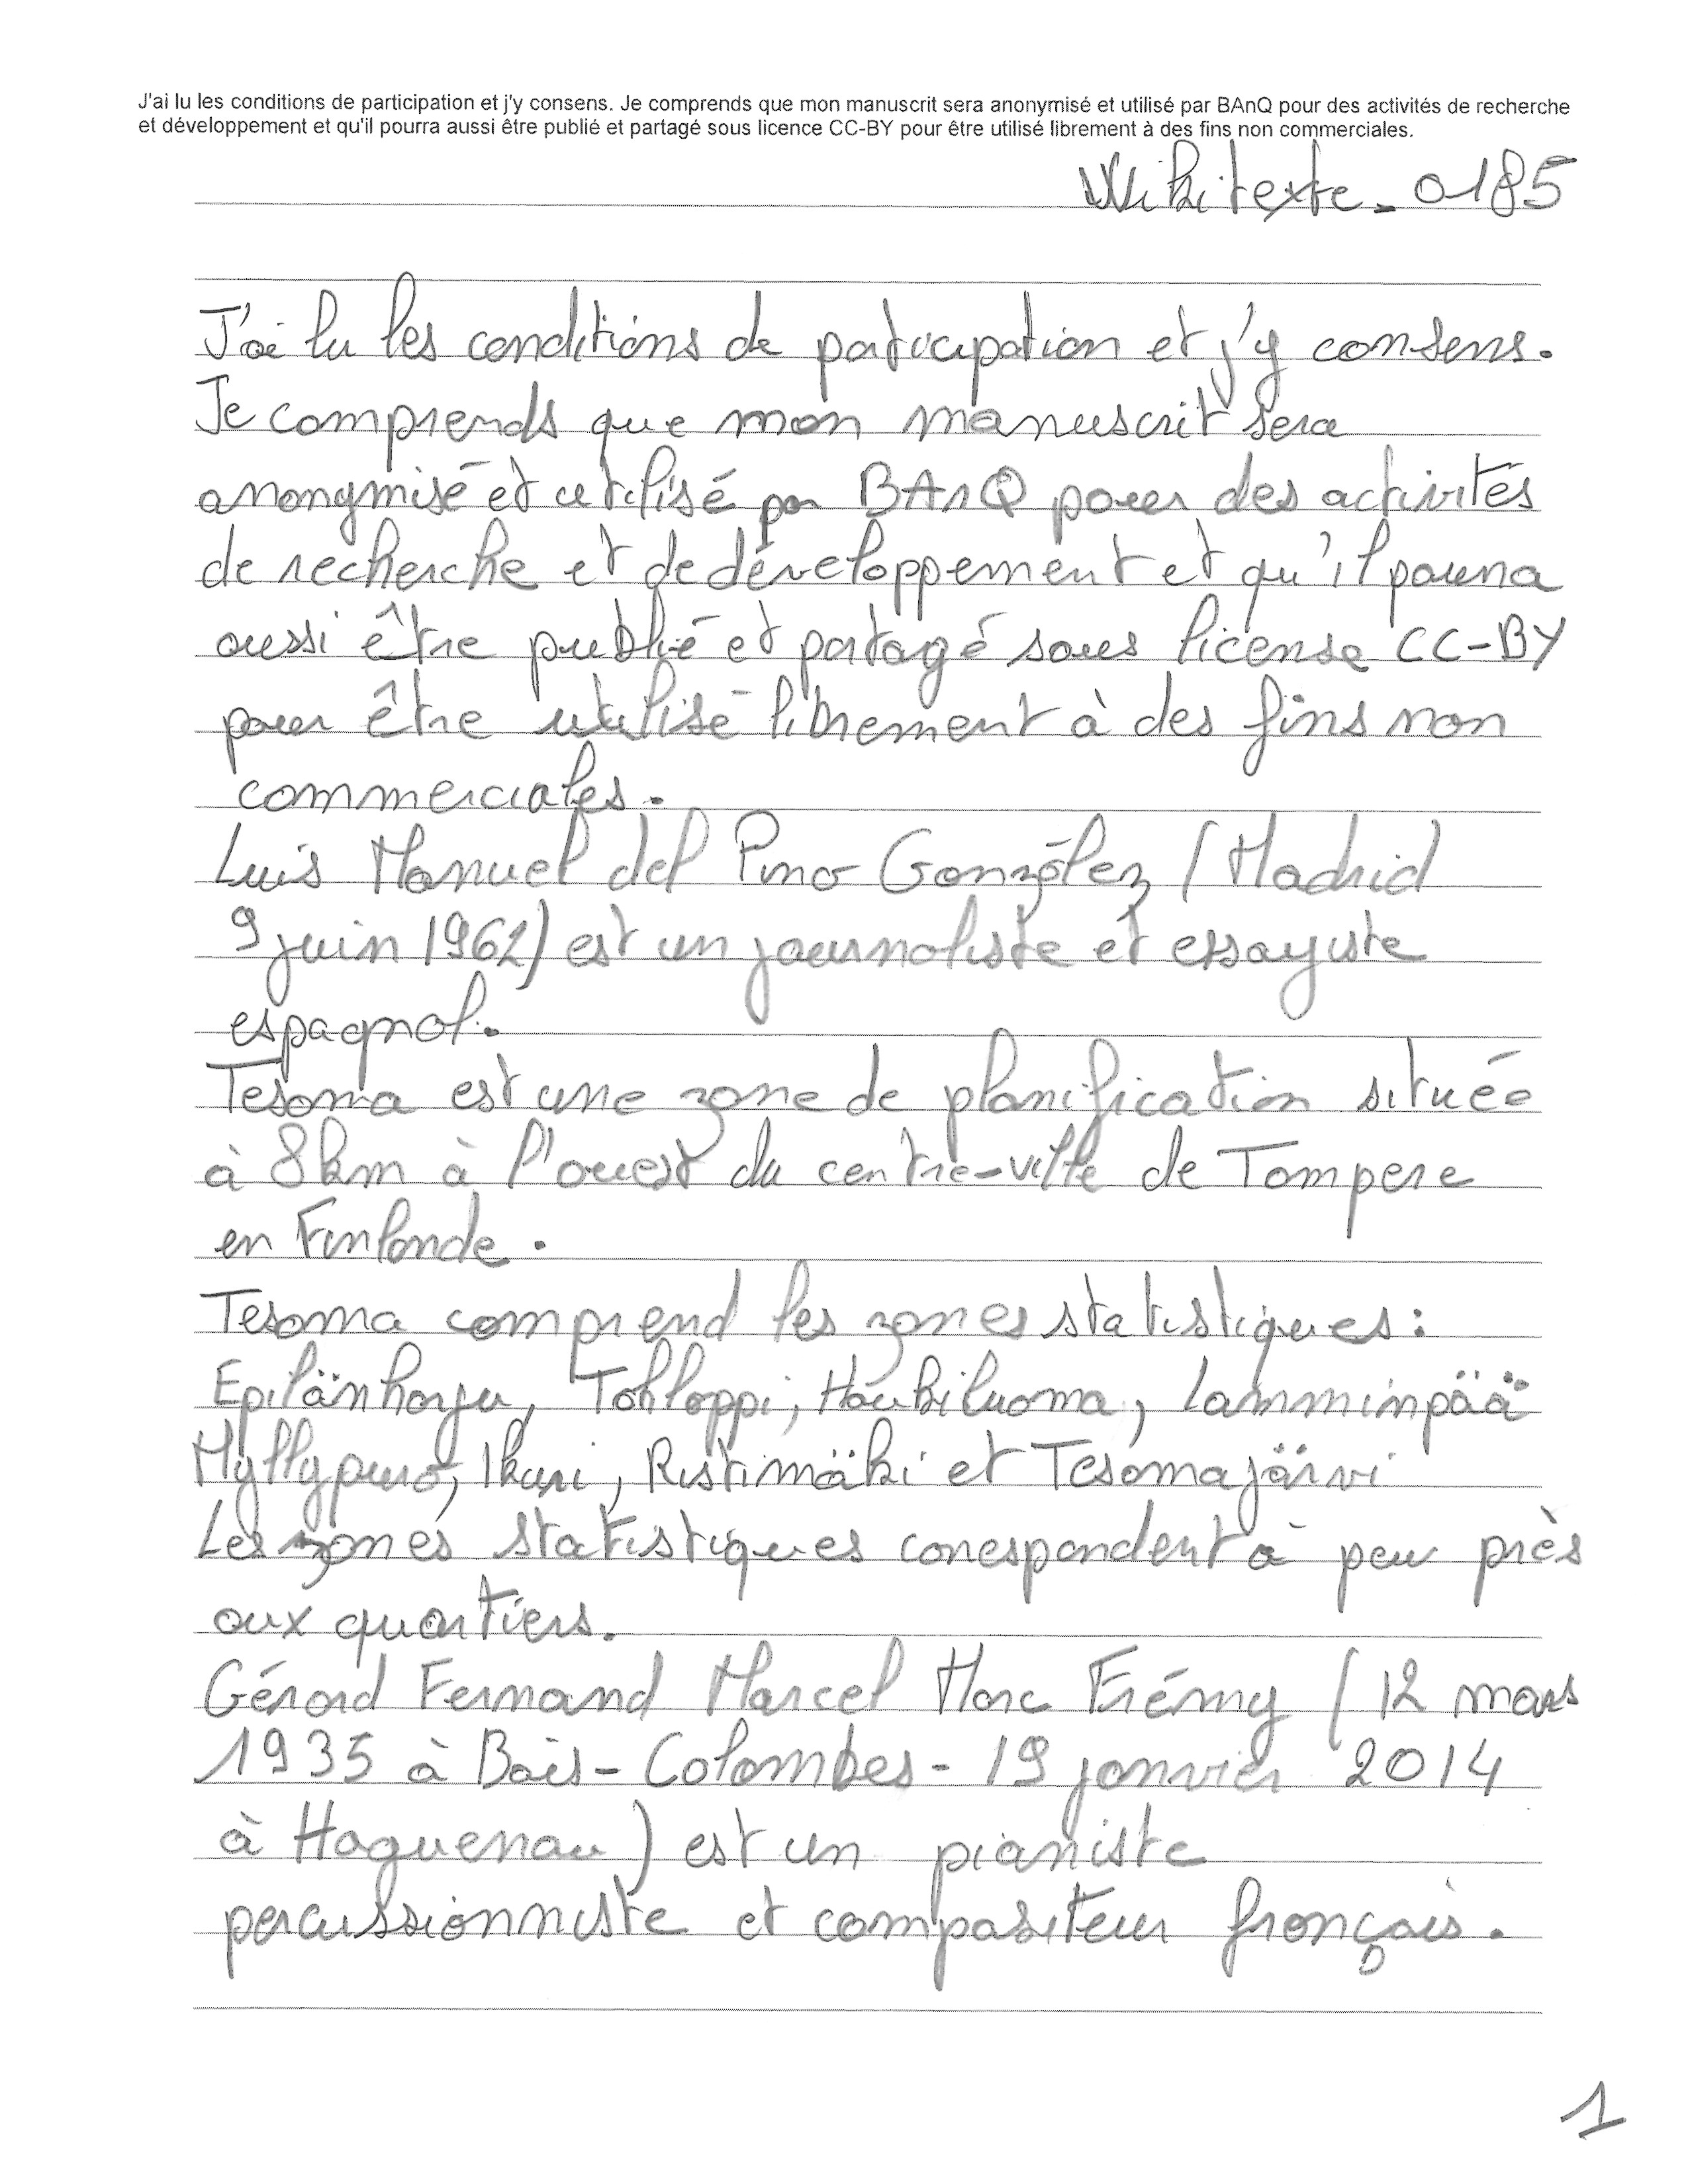 J'ai lu les conditions de participation et j'y consens. Je comprends que mon manuscrit sera anonymisé et utilisé par BAnQ pour des activités de recherche
et développement et qu'il pourra aussi être publié et partagé sous licence CC-BY pour être utilisé librement à des fins non commerciales.
Wikitexte_0185
J'ai lu les conditions de participation et j'y consens.
Je comprends que mon manuscrit sera
anonymisé et utilisé par BAnQ pour des activités
de recherche et de développement et qu'il pourra
aussi être publié et partagé sous license CC-BY
pour être utilisé librement à des fins non
commerciales.
Luis Manuel del Pino González (Madrid
9 juin 1962) est un journaliste et essayiste
espagnol.
Tesoma est une zone de planification située
à 8km à l'ouest du centre-ville de Tampere
en Finlande.
Tesoma comprend les zones statistiques:
Epilänharju, Tohloppi, Haukiluoma, Lamminpää
Myllypuro, Ikuri, Ristimäki et Tesomajärvi
Les zones statistiques correspondent à peu près
aux quartiers.
Gérard Fernand Marcel Marc Frémy (12 mars
1935 à Bois-Colombes - 19 janvier 2014
à Haguenau) est un pianiste
percussionniste et compositeur français.
1